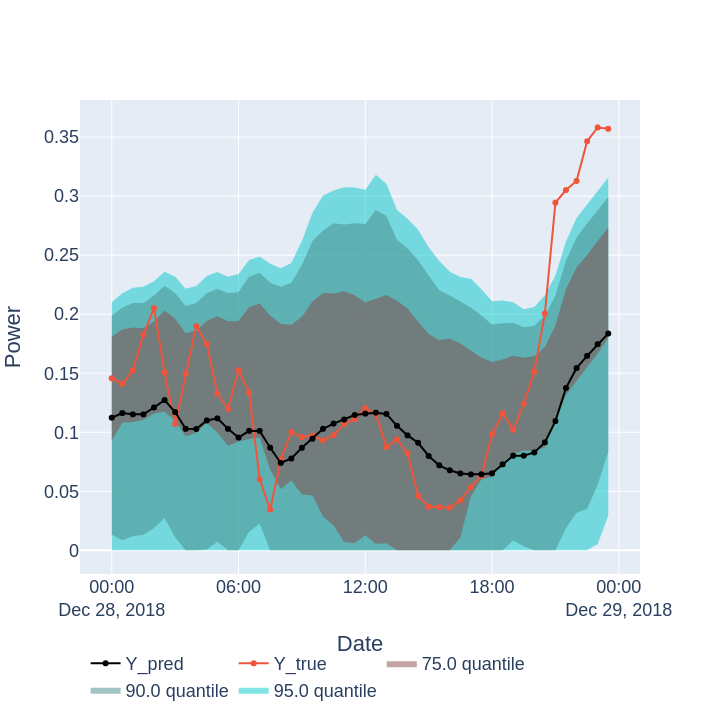 0.35
0.3
0.25
0.2
0.15
0.1
0.05
0
Power
00:00 06:00 12:00 18:00 00:00
Dec 28, 2018 Dec 29, 2018
Date
Y_pred Y_true 75.0 quantile
90.0 quantile 95.0 quantile